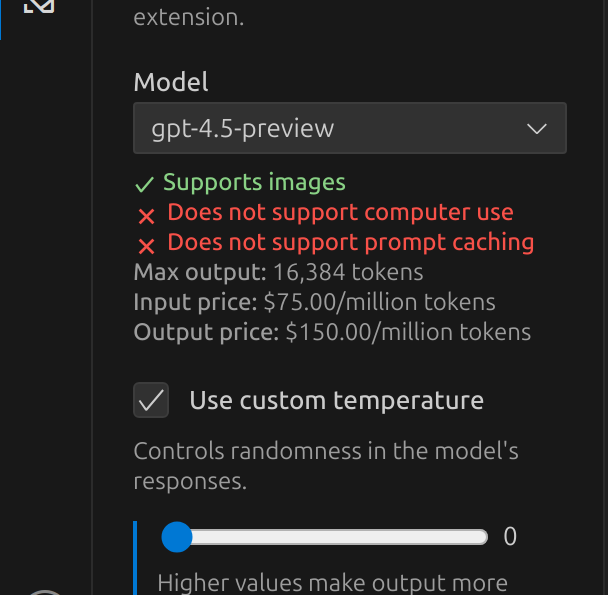 extension.
Model
gpt-4.5-preview
Supports images
Does not support computer use
Does not support prompt caching
Max output: 16,384 tokens
Input price: $75.00/million tokens
Output price: $150.00/million tokens
Use custom temperature
Controls randomness in the model's
responses.
0
Higher values make output more